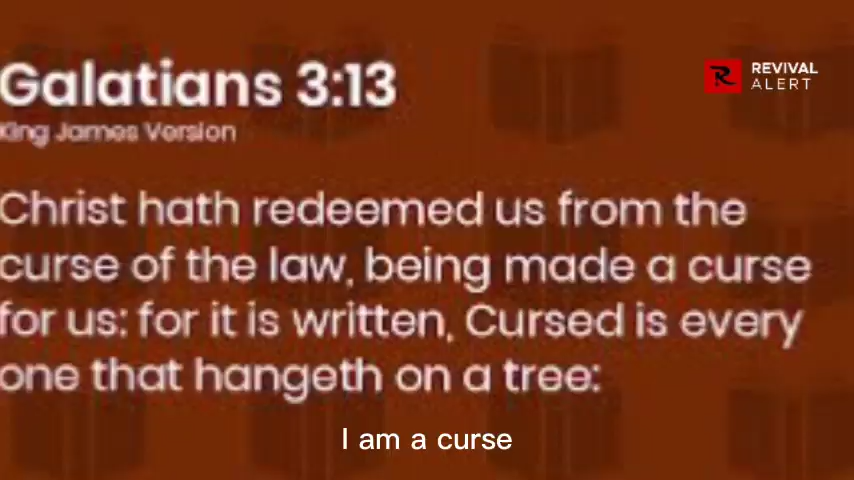 Galatians 3:13
King James Version
REVIVAL
ALERT
Christ hath redeemed us from the
curse of the law, being made a curse
for us: for it is written, Cursed is every
one that hangeth on a tree:
I am a curse